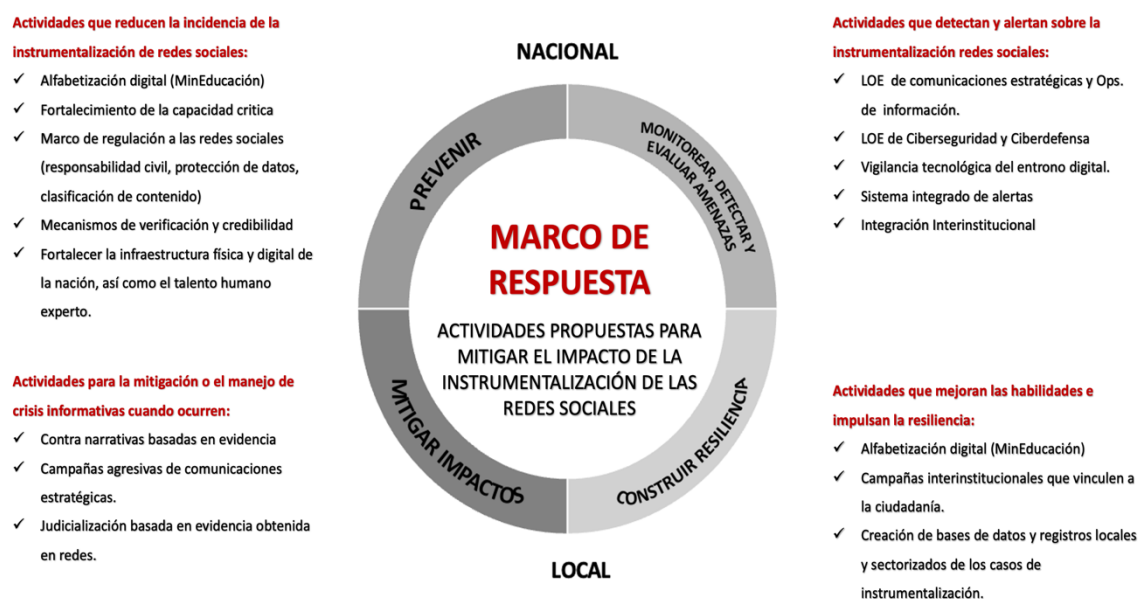 Actividades que reducen la incidencia de la
instrumentalización de redes sociales:
✓ Alfabetización digital (MinEducación)
✓ Fortalecimiento de la capacidad critica
✓ Marco de regulación a las redes sociales
(responsabilidad civil, protección de datos,
clasificación de contenido)
✓ Mecanismos de verificación y credibilidad
✓ Fortalecer la infraestructura física y digital de
la nación, así como el talento humano
experto.
NACIONAL
PREVENIR
MONITOREAR, DETECTAR Y
EVALUAR AMENAZAS
MARCO DE
RESPUESTA
ACTIVIDADES PROPUESTAS PARA
MITIGAR EL IMPACTO DE LA
INSTRUMENTALIZACIÓN DE LAS
REDES SOCIALES
MITIGAR IMPACTOS
CONSTRUIR RESILIENCIA
LOCAL
Actividades que detectan y alertan sobre la
instrumentalización redes sociales:
✓ LOE de comunicaciones estratégicas y Ops.
de información.
✓ LOE de Ciberseguridad y Ciberdefensa
✓ Vigilancia tecnológica del entrono digital.
✓ Sistema integrado de alertas
✓ Integración Interinstitucional
Actividades para la mitigación o el manejo de
crisis informativas cuando ocurren:
✓ Contra narrativas basadas en evidencia
✓ Campañas agresivas de comunicaciones
estratégicas.
✓ Judicialización basada en evidencia obtenida
en redes.
Actividades que mejoran las habilidades e
impulsan la resiliencia:
✓ Alfabetización digital (MinEducación)
✓ Campañas interinstitucionales que vinculen a
la ciudadanía.
✓ Creación de bases de datos y registros locales
y sectorizados de los casos de
instrumentalización.